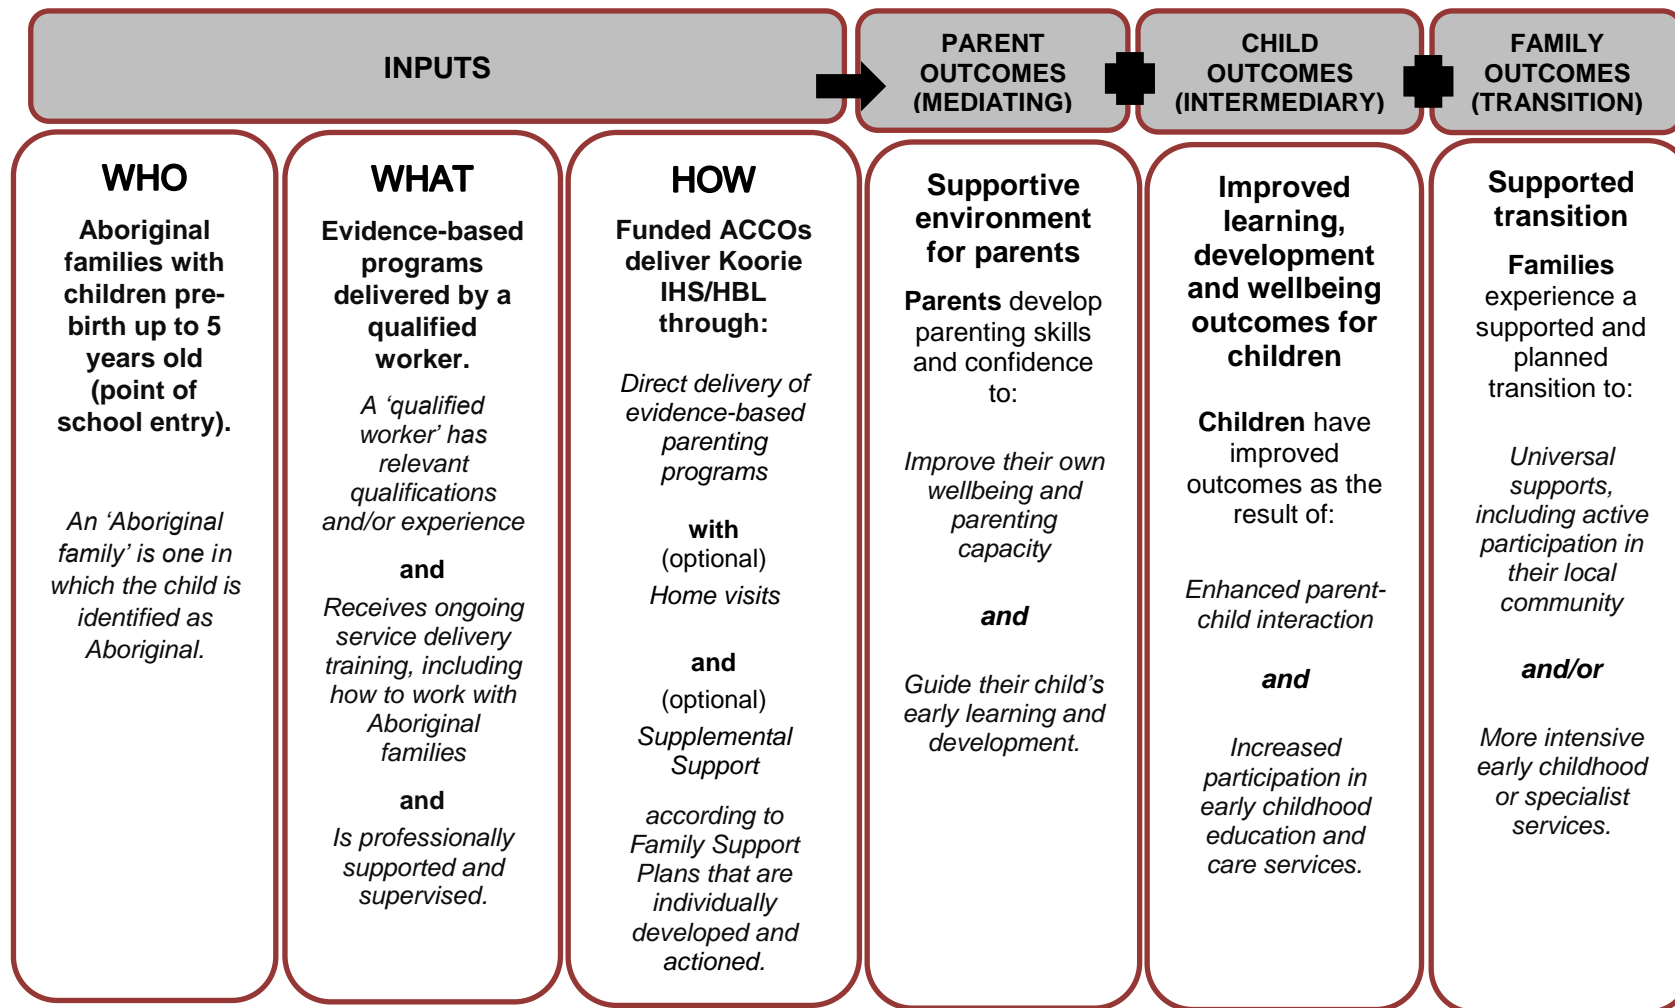 INPUTS
PARENT
OUTCOMES
(MEDIATING)
CHILD
OUTCOMES
(INTERMEDIARY)
FAMILY
OUTCOMES
(TRANSITION)
WHO
Aboriginal
families with
children pre-
birth up to 5
years old
(point of
school entry).
An ‘Aboriginal
family’ is one in
which the child is
identified as
Aboriginal.
WHAT
Evidence-based
programs
delivered by a
qualified
worker.
A ‘qualified
worker’ has
relevant
qualifications
and/or experience
and
Receives ongoing
service delivery
training, including
how to work with
Aboriginal
families
and
Is professionally
supported and
supervised.
HOW
Funded ACCOs
deliver Koorie
IHS/HBL
through:
Direct delivery of
evidence-based
parenting
programs
with
(optional)
Home visits
and
(optional)
Supplemental
Support
according to
Family Support
Plans that are
individually
developed and
actioned.
Supportive
environment
for parents
Parents develop
parenting skills
and confidence
to:
Improve their own
wellbeing and
parenting
capacity
and
Guide their child’s
early learning and
development.
Improved
learning,
development
and wellbeing
outcomes for
children
Children have
improved
outcomes as the
result of:
Enhanced parent-
child interaction
and
Increased
participation in
early childhood
education and
care services.
Supported
transition
Families
experience a
supported and
planned
transition to:
Universal
supports,
including active
participation in
their local
community
and/or
More intensive
early childhood
or specialist
services.